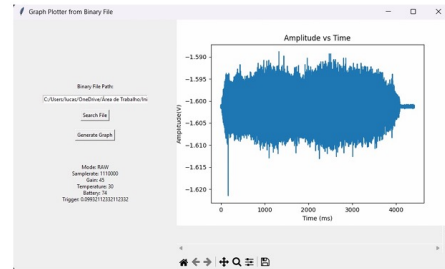 Graph Plotter from Binary File
Binary File Path:
C:/Users/lucas/OneDrive/Área de Trabalho/Ini
Search File
Generate Graph
Mode: RAW
Samplerate: 1110000
Gain: 45
Temperature: 30
Battery: 74
Trigger: 0.09932112332112332
Amplitude vs Time
Amplitude(V)
−1.590
−1.595
−1.600
−1.605
−1.610
−1.615
−1.620
0 1000 2000 3000 4000
Time (ms)